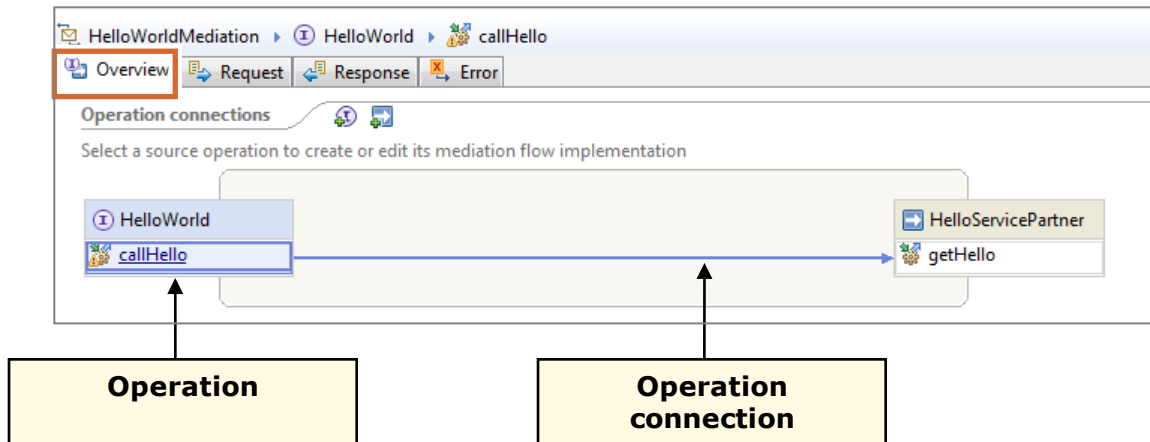 HelloWorldMediation HelloWorld callHello
Overview Request Response Error
Operation connections
Select a source operation to create or edit its mediation flow implementation
HelloWorld HelloServicePartner
callHello getHello
Operation Operation
connection